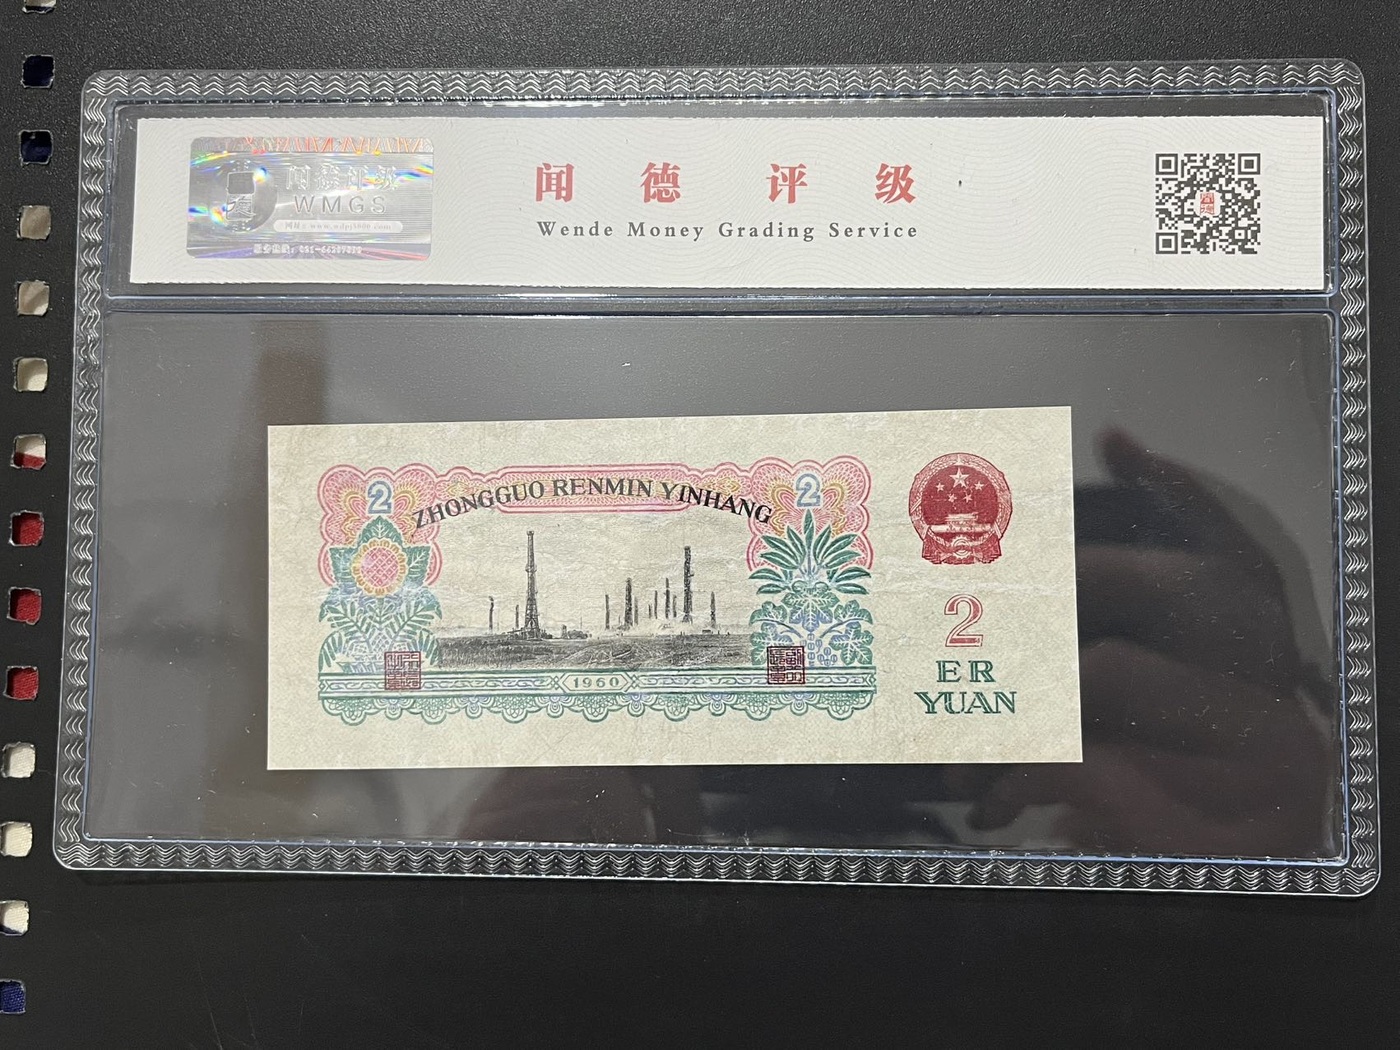 闻德评级
WMGS
闻德评级
Wende Money Grading Service
2 ZHONGGUO RENMIN YINHANG 2
1960
2
ER
YUAN